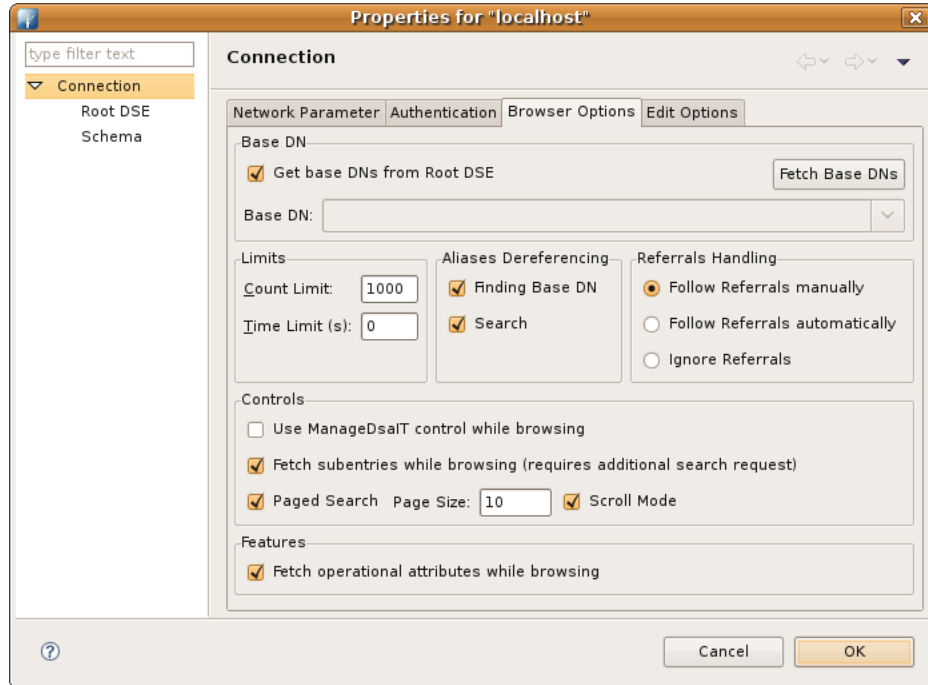 Properties for "localhost"
type filter text
Connection
Root DSE
Schema
Connection
Network Parameter Authentication Browser Options Edit Options
Base DN
Get base DNs from Root DSE Fetch Base DNs
Base DN:
Limits Aliases Dereferencing Referrals Handling
Count Limit: 1000 Finding Base DN Follow Referrals manually
Time Limit (s): 0 Search Follow Referrals automatically
Ignore Referrals
Controls
Use ManageDsaIT control while browsing
Fetch subentries while browsing (requires additional search request)
Paged Search Page Size: 10 Scroll Mode
Features
Fetch operational attributes while browsing
? Cancel OK